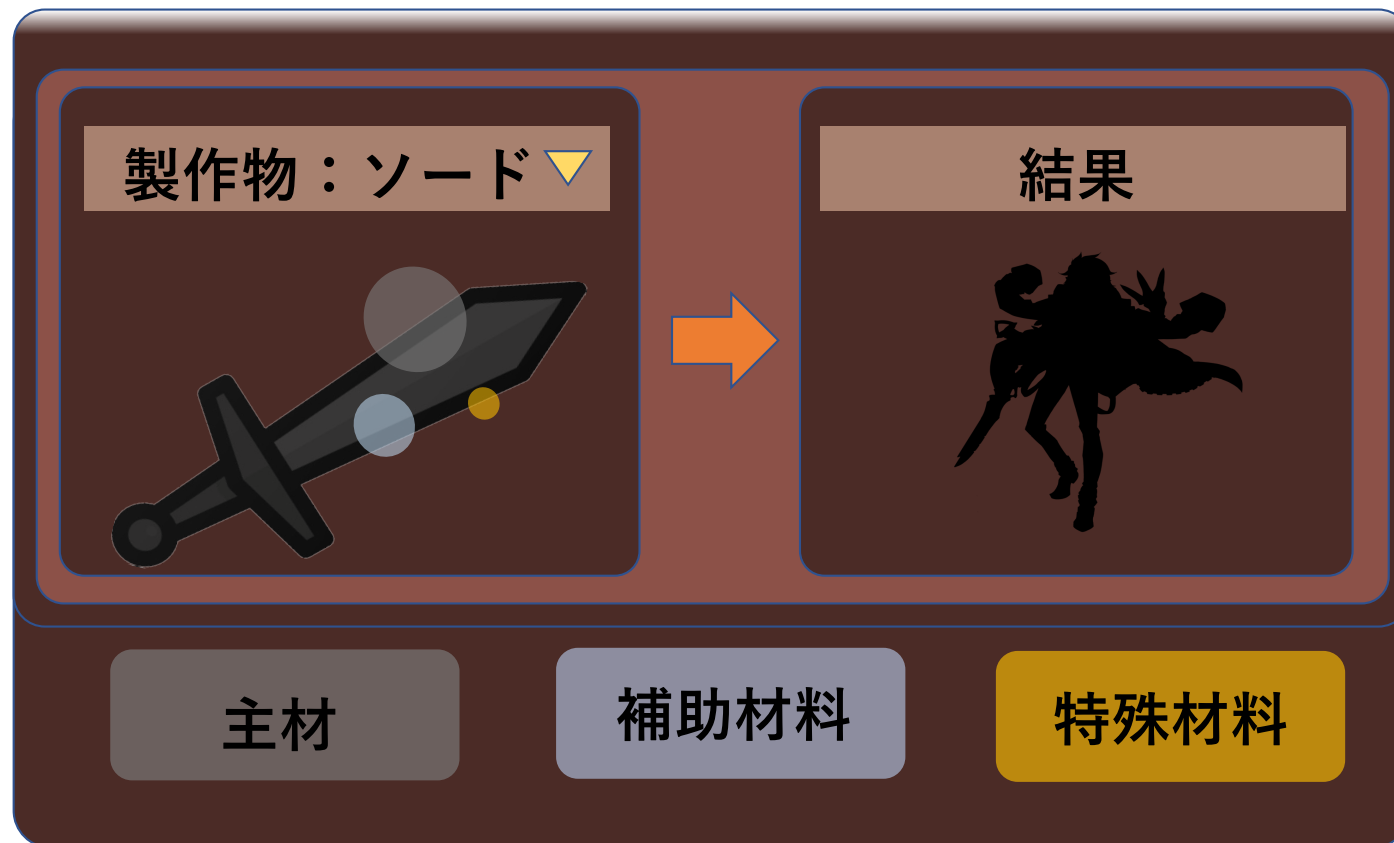 製作物：ソード
結果
主材
補助材料
特殊材料